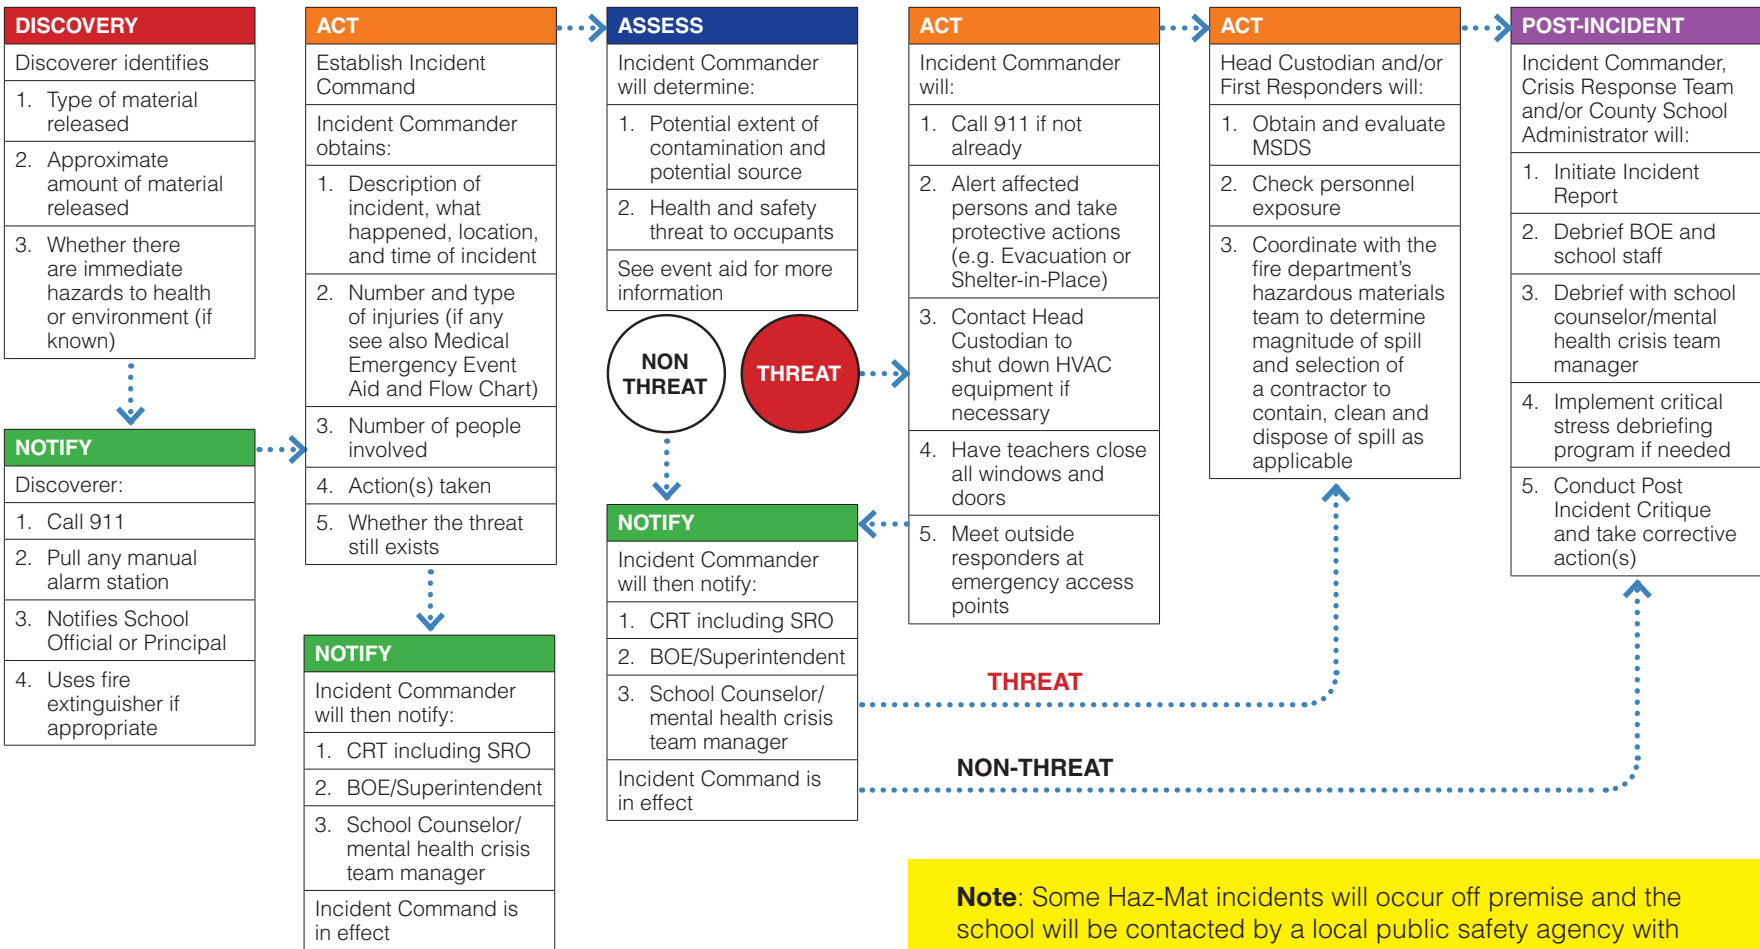 DISCOVERY
Discoverer identifies
1. Type of material
released
2. Approximate
amount of material
released
3. Whether there
are immediate
hazards to health
or environment (if
known)
NOTIFY
Discoverer:
1. Call 911
2. Pull any manual
alarm station
3. Notifies School
Official or Principal
4. Uses fire
extinguisher if
appropriate
ACT
Establish Incident
Command
Incident Commander
obtains:
1. Description of
incident, what
happened, location,
and time of incident
2. Number and type
of injuries (if any
see also Medical
Emergency Event
Aid and Flow Chart)
3. Number of people
involved
4. Action(s) taken
5. Whether the threat
still exists
NOTIFY
Incident Commander
will then notify:
1. CRT including SRO
2. BOE/Superintendent
3. School Counselor/
mental health crisis
team manager
Incident Command is
in effect
ASSESS
Incident Commander
will determine:
1. Potential extent of
contamination and
potential source
2. Health and safety
threat to occupants
See event aid for more
information
NON
THREAT
THREAT
NOTIFY
Incident Commander
will then notify:
1. CRT including SRO
2. BOE/Superintendent
3. School Counselor/
mental health crisis
team manager
Incident Command is
in effect
ACT
Incident Commander
will:
1. Call 911 if not
already
2. Alert affected
persons and take
protective actions
(e.g. Evacuation or
Shelter-in-Place)
3. Contact Head
Custodian to
shut down HVAC
equipment if
necessary
4. Have teachers close
all windows and
doors
5. Meet outside
responders at
emergency access
points
THREAT
NON-THREAT
ACT
Head Custodian and/or
First Responders will:
1. Obtain and evaluate
MSDS
2. Check personnel
exposure
3. Coordinate with the
fire department's
hazardous materials
team to determine
magnitude of spill
and selection of
a contractor to
contain, clean and
dispose of spill as
applicable
POST-INCIDENT
Incident Commander,
Crisis Response Team
and/or County School
Administrator will:
1. Initiate Incident
Report
2. Debrief BOE and
school staff
3. Debrief with school
counselor/mental
health crisis team
manager
4. Implement critical
stress debriefing
program if needed
5. Conduct Post
Incident Critique
and take corrective
action(s)
Note: Some Haz-Mat incidents will occur off premise and the
school will be contacted by a local public safety agency with